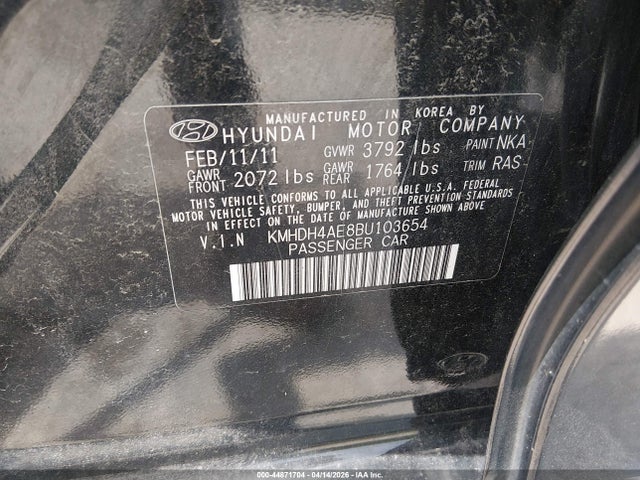 MANUFACTURED IN KOREA BY
HYUNDAI MOTOR COMPANY
FEB/11/11 GVWR 3792 lbs PAINT NKA
GAWR FRONT 2072 lbs GAWR REAR 1764 lbs TRIM RAS
THIS VEHICLE CONFORMS TO ALL APPLICABLE U.S.A. FEDERAL
MOTOR VEHICLE SAFETY, BUMPER, AND THEFT PREVENTION STANDARDS
IN EFFECT ON THE DATE OF MANUFACTURE SHOWN ABOVE.
V.I.N KMHDH4AE8BU103654
PASSENGER CAR
000-44871704 | 04/14/2026 | IAA Inc.